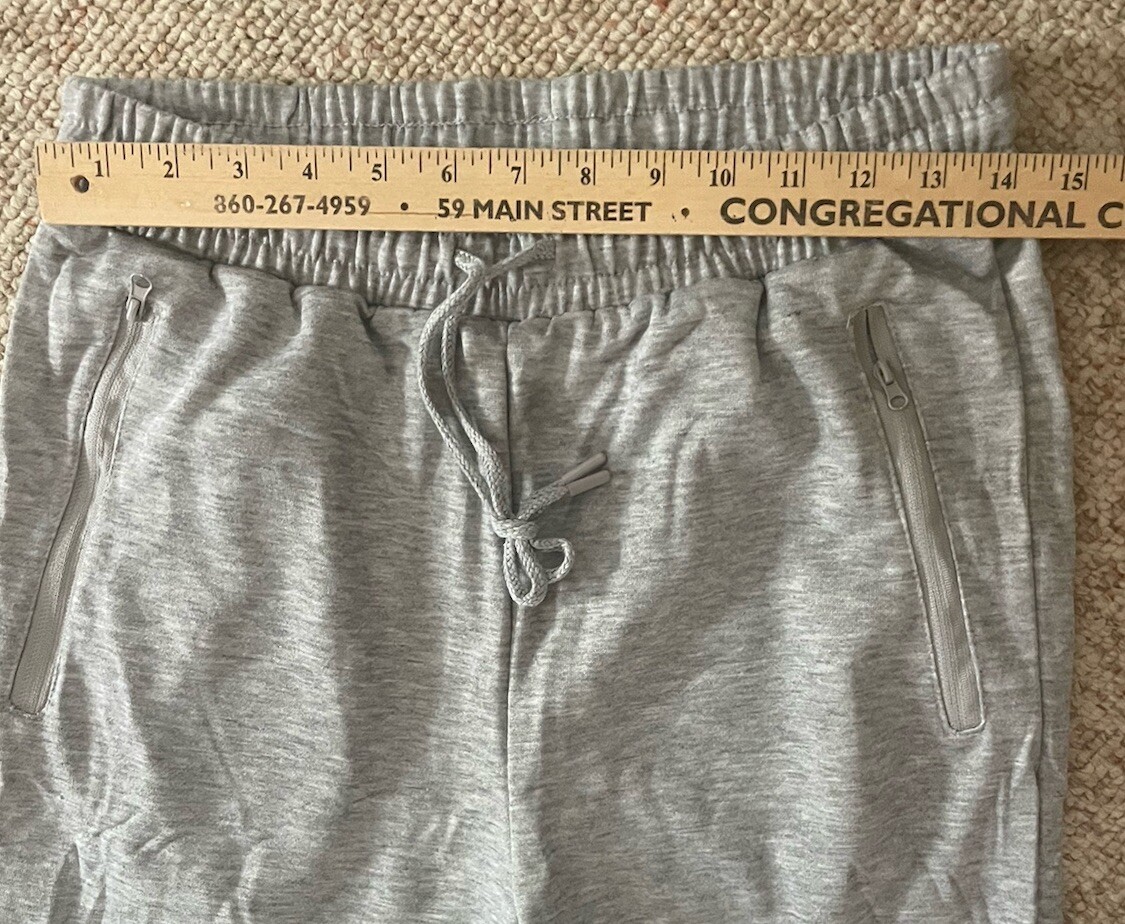 1 2 3 4 5 6 7 8 9 10 11 12 13 14 15
860-267-4959 • 59 MAIN STREET • CONGREGATIONAL C